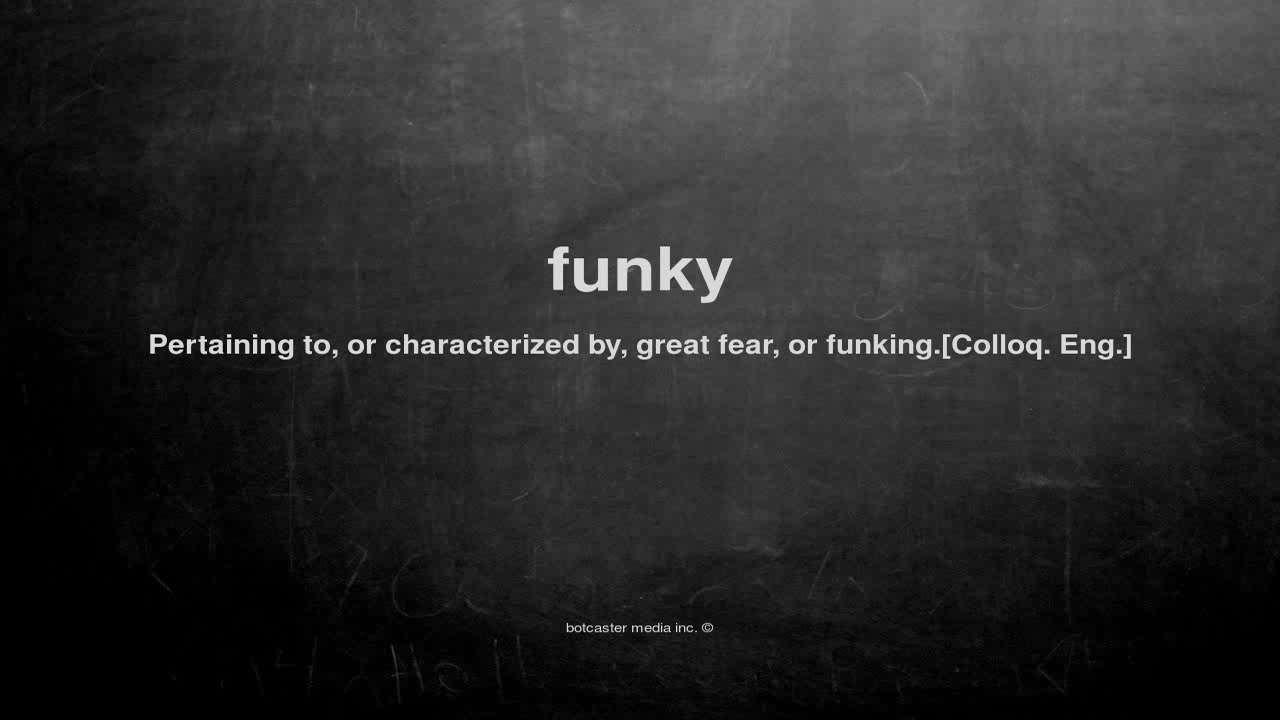 funky
Pertaining to, or characterized by, great fear, or funking.[Colloq. Eng.]
botcaster media inc. ©